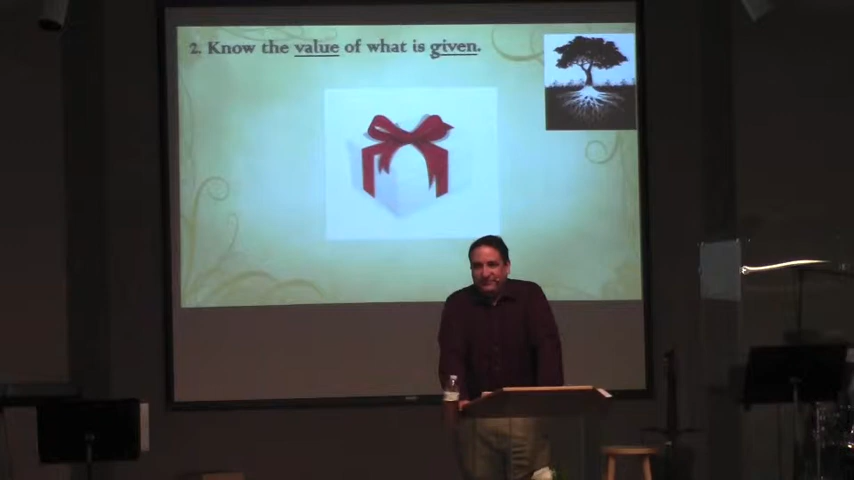 2. Know the value of what is given.